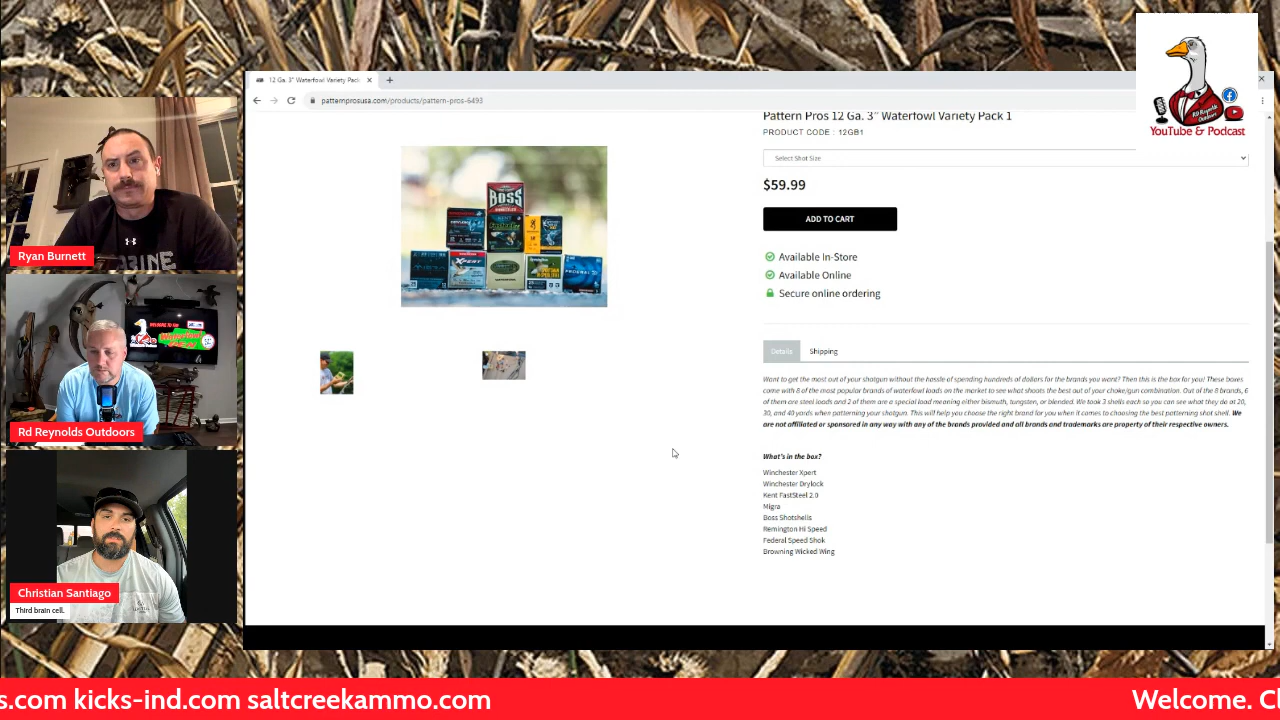 12 Ga. 3" Waterfowl Variety Pack
patternprosusa.com/products/pattern-pros-6493
RD Reynolds
Outdoors
YouTube & Podcast
Pattern Pros 12 Ga. 3" Waterfowl Variety Pack 1
PRODUCT CODE : 12GB1
Select Shot Size
$59.99
ADD TO CART
Available In-Store
Available Online
Secure online ordering
BOSS
XPERT
Details
Shipping
Want to get the most out of your shotgun without the hassle of spending hundreds of dollars for the brands you want? Then this is the box for you! These boxes
come with 8 of the most popular brands of waterfowl loads on the market to see what shoots the best out of your choke/gun combination. Out of the 8 brands, 6
of them are steel loads and 2 of them are a special load meaning either bismuth, tungsten, or blended. We took 3 shells each so you can see what they do at 20,
30, and 40 yards when patterning your shotgun. This will help you choose the right brand for you when it comes to choosing the best patterning shot shell. We
are not affiliated or sponsored in any way with any of the brands provided and all brands and trademarks are property of their respective owners.
What's in the box?
Winchester Xpert
Winchester Drylock
Kent FastSteel 2.0
Migra
Boss Shotshells
Remington Hi Speed
Federal Speed Shok
Browning Wicked Wing
Ryan Burnett
WELCOME TO THE
Rd Reynolds Outdoors
Christian Santiago
Third brain cell.
s.com kicks-ind.com saltcreekammo.com
Welcome. Cl